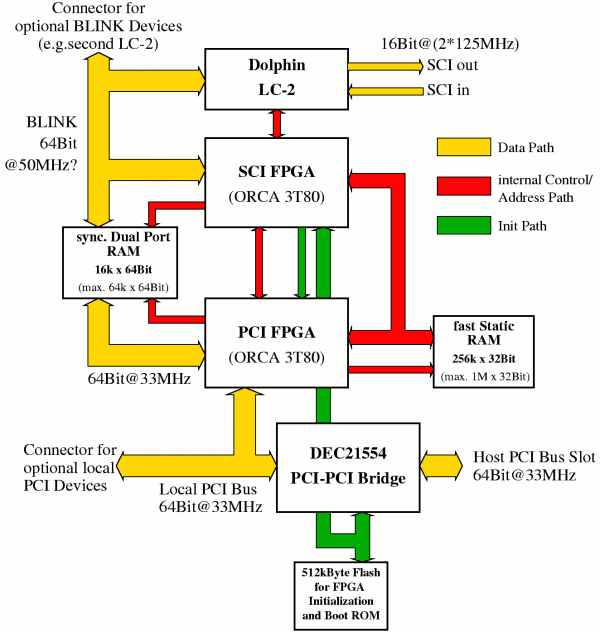 Connector for
optional BLINK Devices
(e.g.second LC-2)
16Bit@(2*125MHz)
Dolphin
LC-2
SCI out
SCI in
BLINK
64Bit
@50MHz?
SCI FPGA
(ORCA 3T80)
Data Path
internal Control/
Address Path
Init Path
sync. Dual Port
RAM
16k x 64Bit
(max. 64k x 64Bit)
PCI FPGA
(ORCA 3T80)
fast Static
RAM
256k x 32Bit
(max. 1M x 32Bit)
64Bit@33MHz
Connector for
optional local
PCI Devices
Local PCI Bus
64Bit@33MHz
DEC21554
PCI-PCI Bridge
Host PCI Bus Slot
64Bit@33MHz
512kByte Flash
for FPGA
Initialization
and Boot ROM